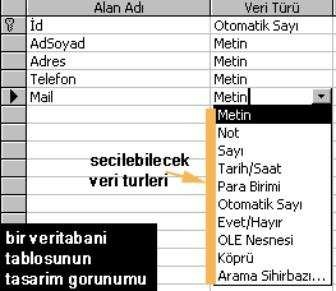 Alan Adı Veri Türü
İd Otomatik Sayı
AdSoyad Metin
Adres Metin
Telefon Metin
Mail Metin
Metin
Not
Sayı
Tarih/Saat
Para Birimi
Otomatik Sayı
Evet/Hayır
OLE Nesnesi
Köprü
Arama Sihirbazı...
secilebilecek
veri turleri
bir veritabani
tablosunun
tasarim gorunumu